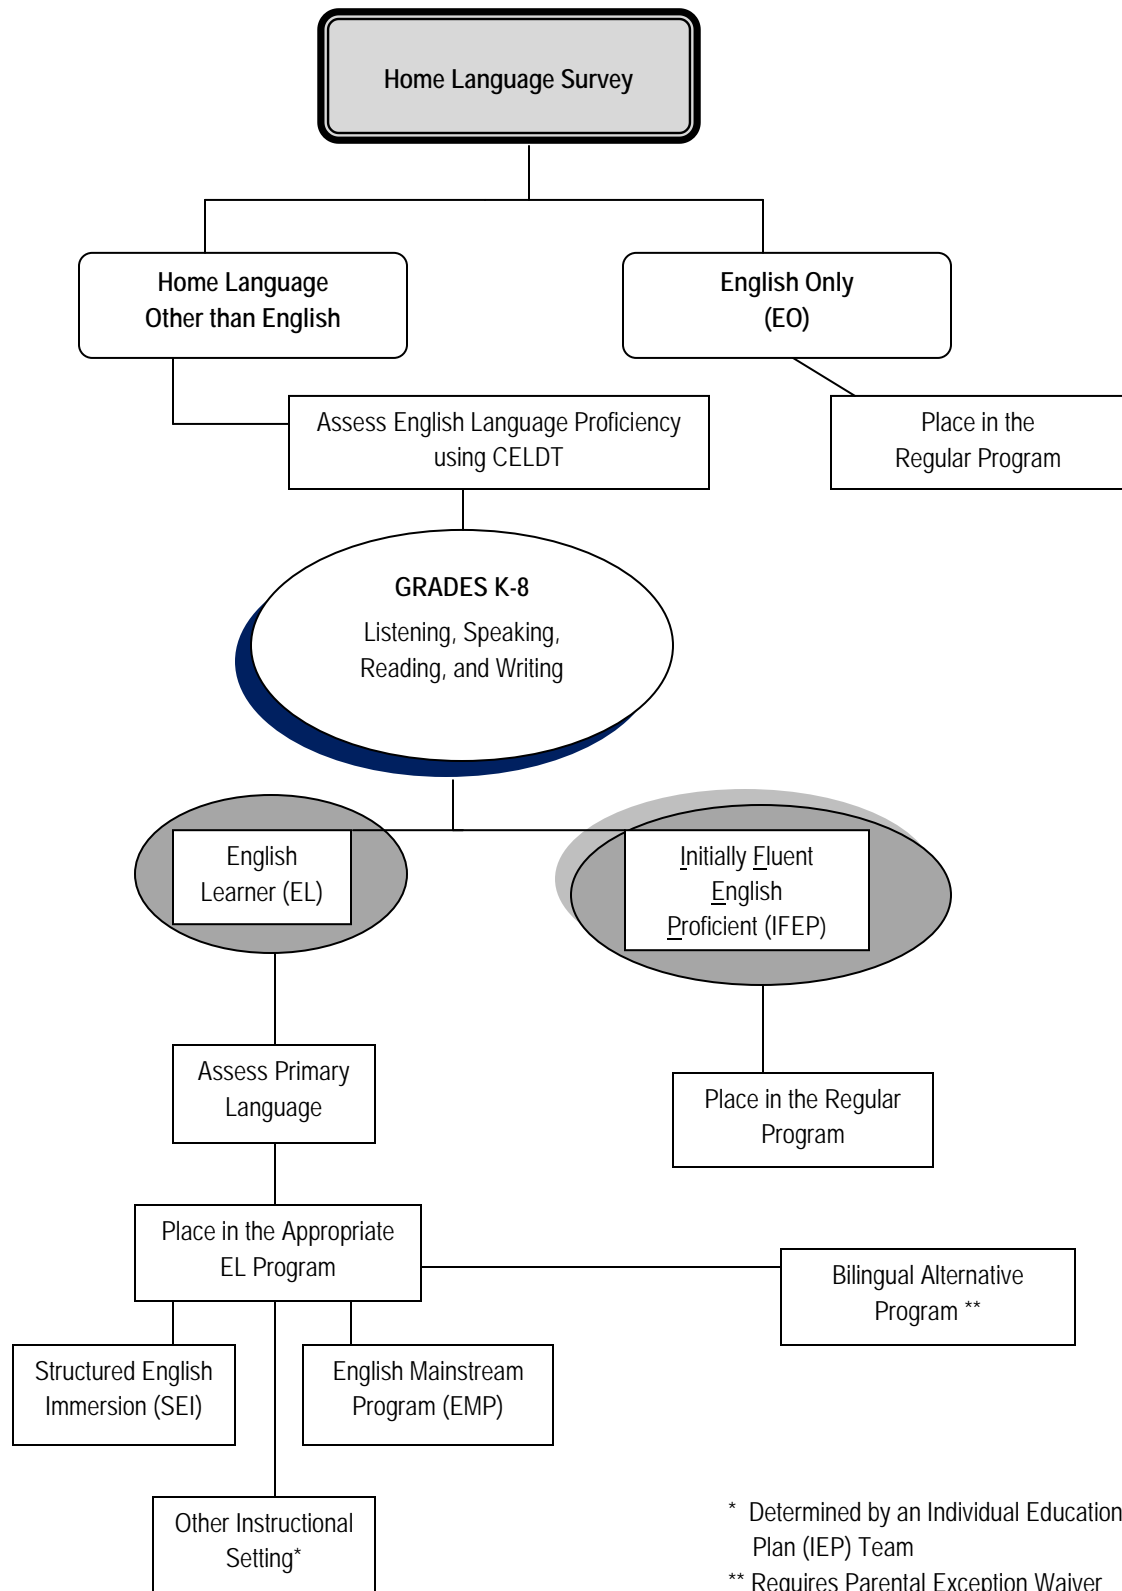 Home Language Survey
Home Language
Other than English
English Only
(EO)
Assess English Language Proficiency
using CELDT
Place in the
Regular Program
GRADES K-8
Listening, Speaking,
Reading, and Writing
English
Learner (EL)
Initially Fluent
English
Proficient (IFEP)
Assess Primary
Language
Place in the Regular
Program
Place in the Appropriate
EL Program
Bilingual Alternative
Program **
Structured English
Immersion (SEI)
English Mainstream
Program (EMP)
Other Instructional
Setting*
* Determined by an Individual Education
Plan (IEP) Team
** Requires Parental Exception Waiver